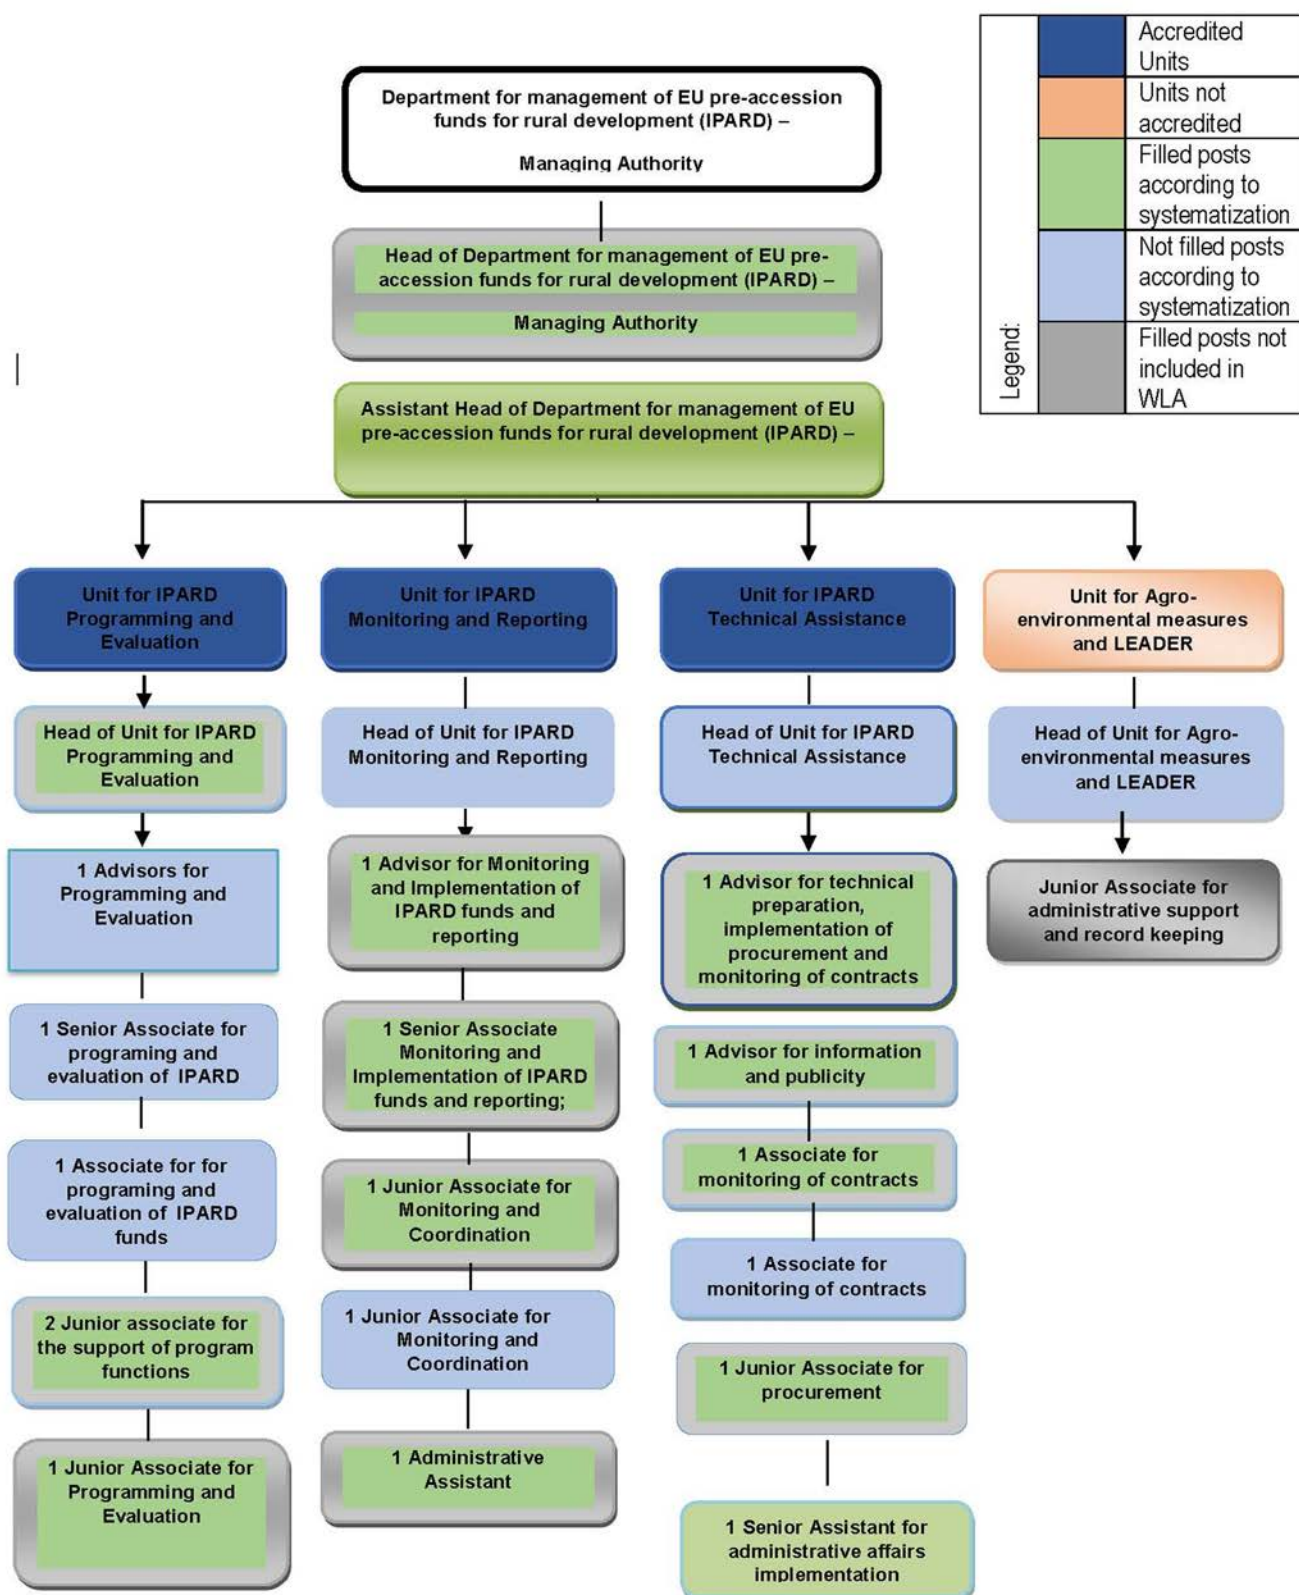 Department for management of EU pre-accession
funds for rural development (IPARD) –
Managing Authority
Head of Department for management of EU pre-
accession funds for rural development (IPARD) –
Managing Authority
Assistant Head of Department for management of EU
pre-accession funds for rural development (IPARD) –
Legend:
Accredited
Units
Units not
accredited
Filled posts
according to
systematization
Not filled posts
according to
systematization
Filled posts not
included in
WLA
Unit for IPARD
Programming and
Evaluation
Head of Unit for IPARD
Programming and
Evaluation
1 Advisors for
Programming and
Evaluation
1 Senior Associate for
programing and
evaluation of IPARD
1 Associate for for
programing and
evaluation of IPARD
funds
2 Junior associate for
the support of program
functions
1 Junior Associate for
Programming and
Evaluation
Unit for IPARD
Monitoring and Reporting
Head of Unit for IPARD
Monitoring and Reporting
1 Advisor for Monitoring
and Implementation of
IPARD funds and
reporting
1 Senior Associate
Monitoring and
Implementation of IPARD
funds and reporting;
1 Junior Associate for
Monitoring and
Coordination
1 Junior Associate for
Monitoring and
Coordination
1 Administrative
Assistant
Unit for IPARD
Technical Assistance
Head of Unit for IPARD
Technical Assistance
1 Advisor for technical
preparation,
implementation of
procurement and
monitoring of contracts
1 Advisor for information
and publicity
1 Associate for
monitoring of contracts
1 Associate for
monitoring of contracts
1 Junior Associate for
procurement
1 Senior Assistant for
administrative affairs
implementation
Unit for Agro-
environmental measures
and LEADER
Head of Unit for Agro-
environmental measures
and LEADER
Junior Associate for
administrative support
and record keeping